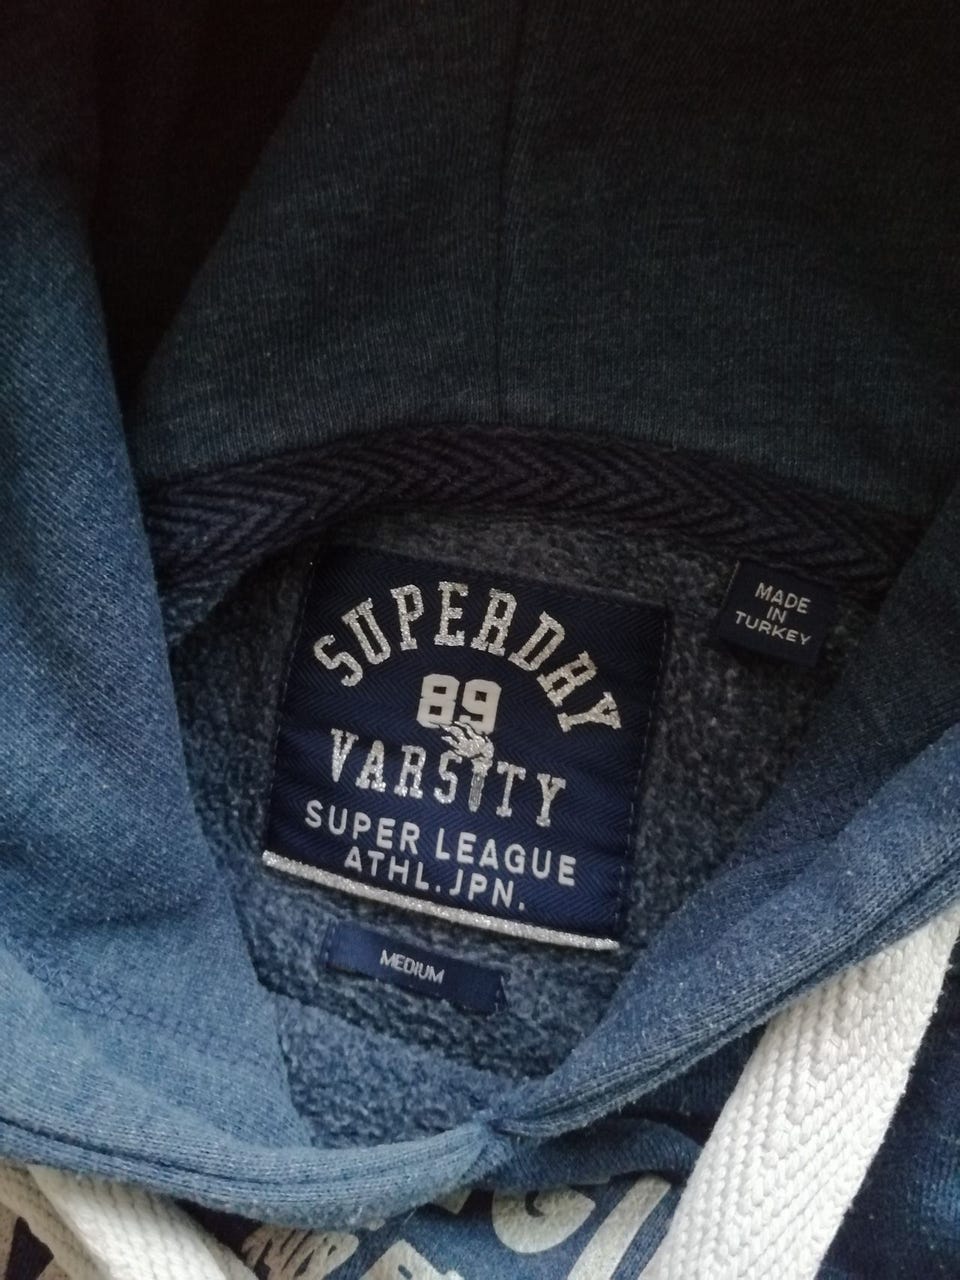 SUPERDRY
89
VARSITY
SUPER LEAGUE
ATHL. JPN.
MADE
IN
TURKEY
MEDIUM